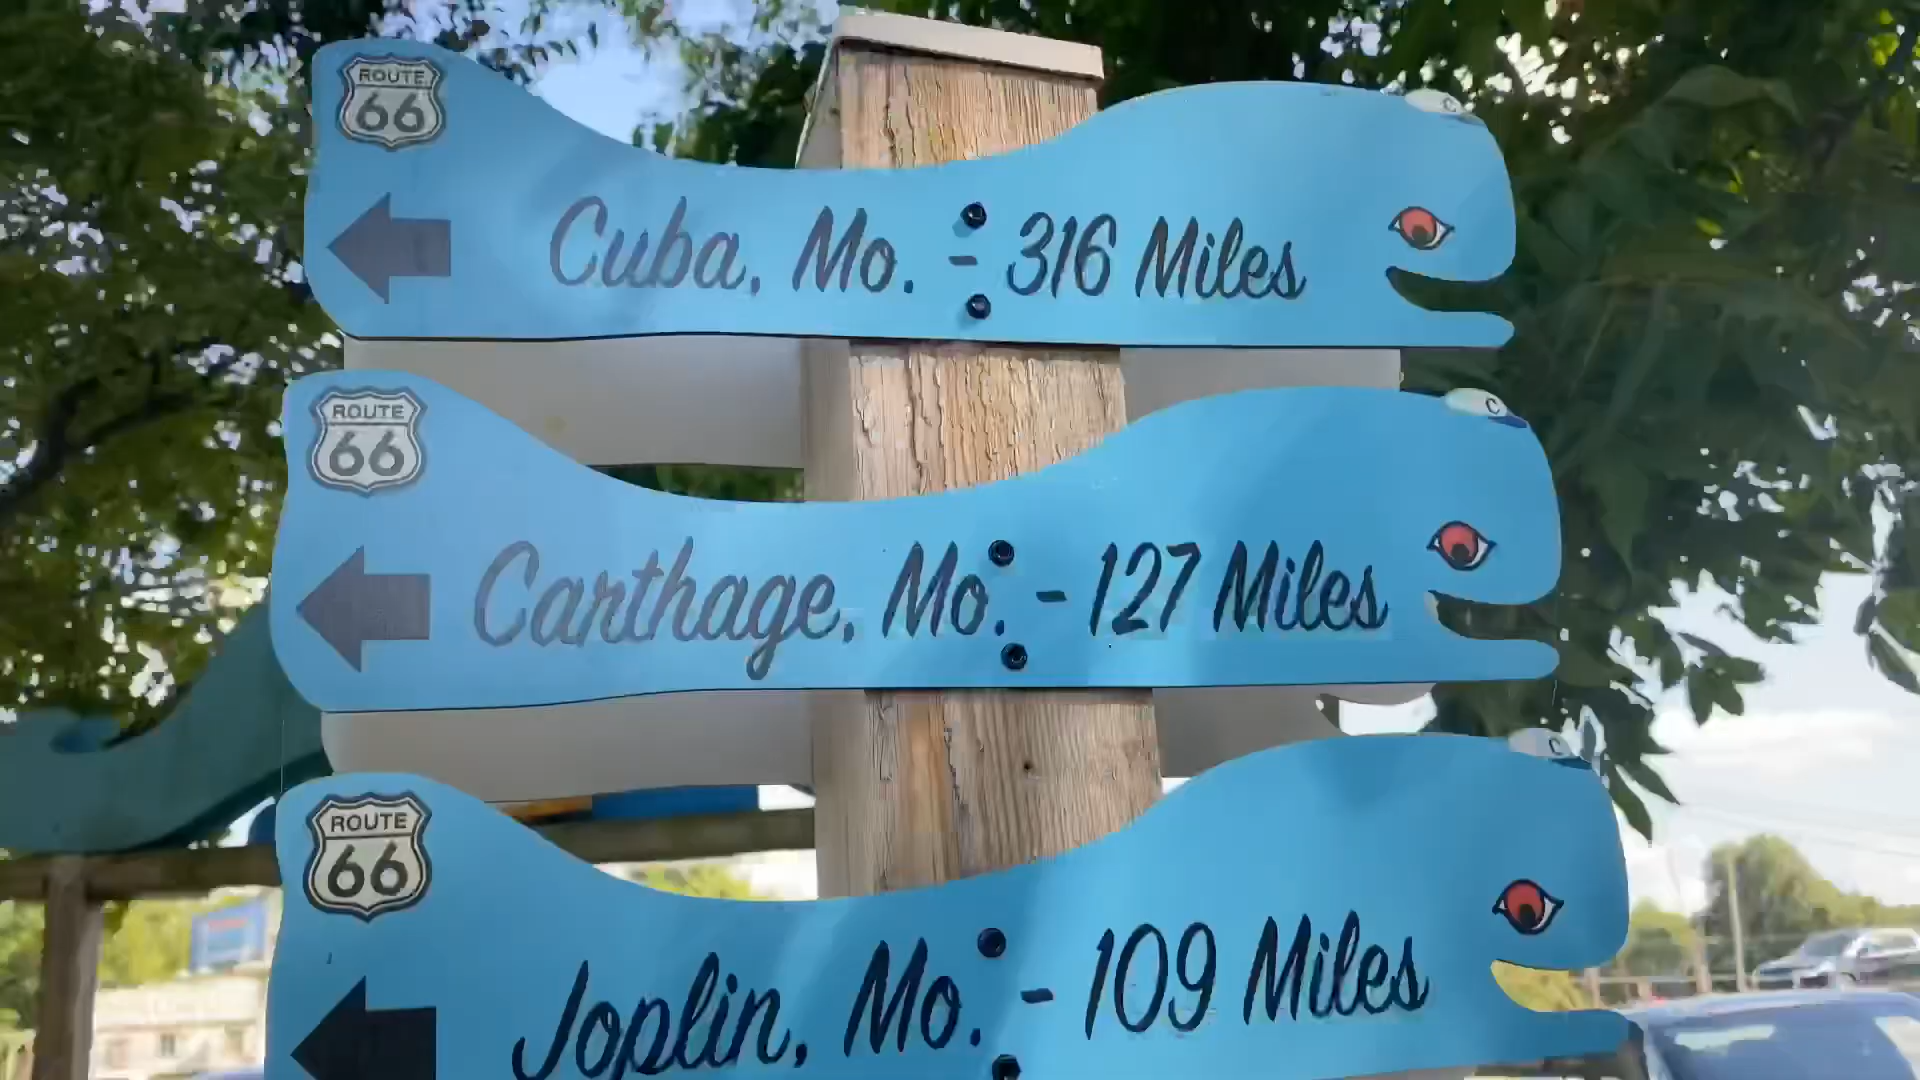 ROUTE
66
Cuba, Mo. - 316 Miles
C
ROUTE
66
Carthage, Mo. - 127 Miles
C
ROUTE
66
Joplin, Mo. - 109 Miles
C